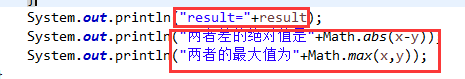 System.out.println("result="+result);
System.out.println("两者差的绝对值是"+Math.abs(x-y))
System.out.println("两者的最大值为"+Math.max(x,y));